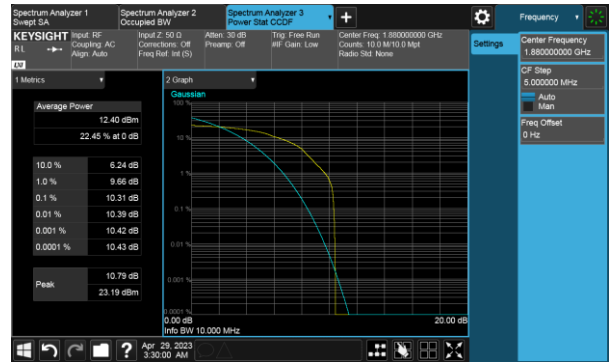 Spectrum Analyzer 1
Swept SA
Spectrum Analyzer 2
Occupied BW
Spectrum Analyzer 3
Power Stat CCDF
Frequency
KEYSIGHT
RL
Input: RF
Coupling: AC
Align: Auto
Input Z: 50 Ω
Corrections: Off
Freq Ref: Int (S)
Atten: 30 dB
Preamp: Off
Trig: Free Run
#IF Gain: Low
Center Freq: 1.880000000 GHz
Counts: 10.0 M/10.0 Mpt
Radio Std: None
LXI
Settings
Center Frequency
1.880000000 GHz
CF Step
5.000000 MHz
Auto
Man
Freq Offset
0 Hz
1 Metrics
Average Power
12.40 dBm
22.45 % at 0 dB
10.0 % 6.24 dB
1.0 % 9.66 dB
0.1 % 10.31 dB
0.01 % 10.39 dB
0.001 % 10.42 dB
0.0001 % 10.43 dB
Peak
10.79 dB
23.19 dBm
2 Graph
Gaussian
100 %
10 %
1 %
0.1 %
0.01 %
0.001 %
0.0001 %
0.00 dB
20.00 dB
Info BW 10.000 MHz
Apr 29, 2023
3:30:00 AM